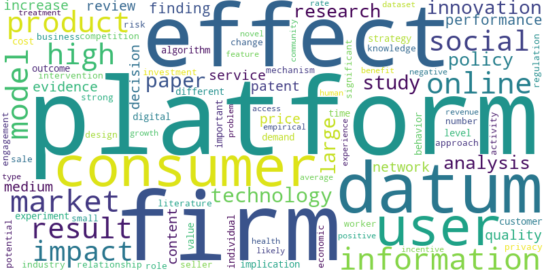 increase review finding effect research innovation
product risk treatment rate dataset performance
cost business competition algorithm novel change community strategy knowledge social
outcome high decision feature mechanism significant benefit negative policy regulation
model intervention paper service patent study online
evidence investment different human
strong digital platform access revenue
engagement design growth important problem price empirical time experience behavior number level activity
sale consumer demand large approach
type average network analysis
medium market firm technology datum
potential result experiment small literature content value individual health likely economic worker user customer quality
impact positive incentive privacy
industry relationship role seller implication information